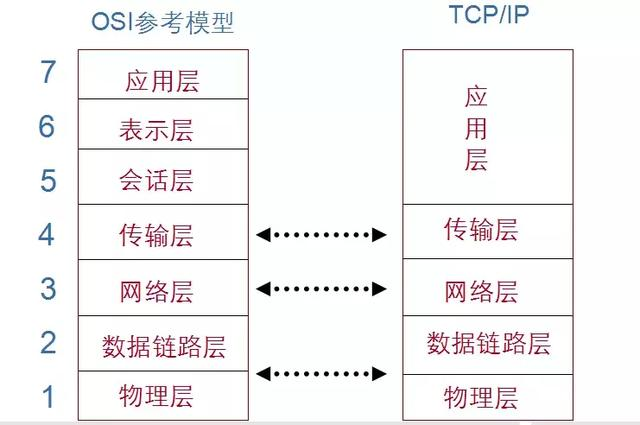 OSI参考模型
TCP/IP
7
应用层
6
表示层
5
会话层
应
用
层
4
传输层
传输层
3
网络层
网络层
2
数据链路层
数据链路层
1
物理层
物理层